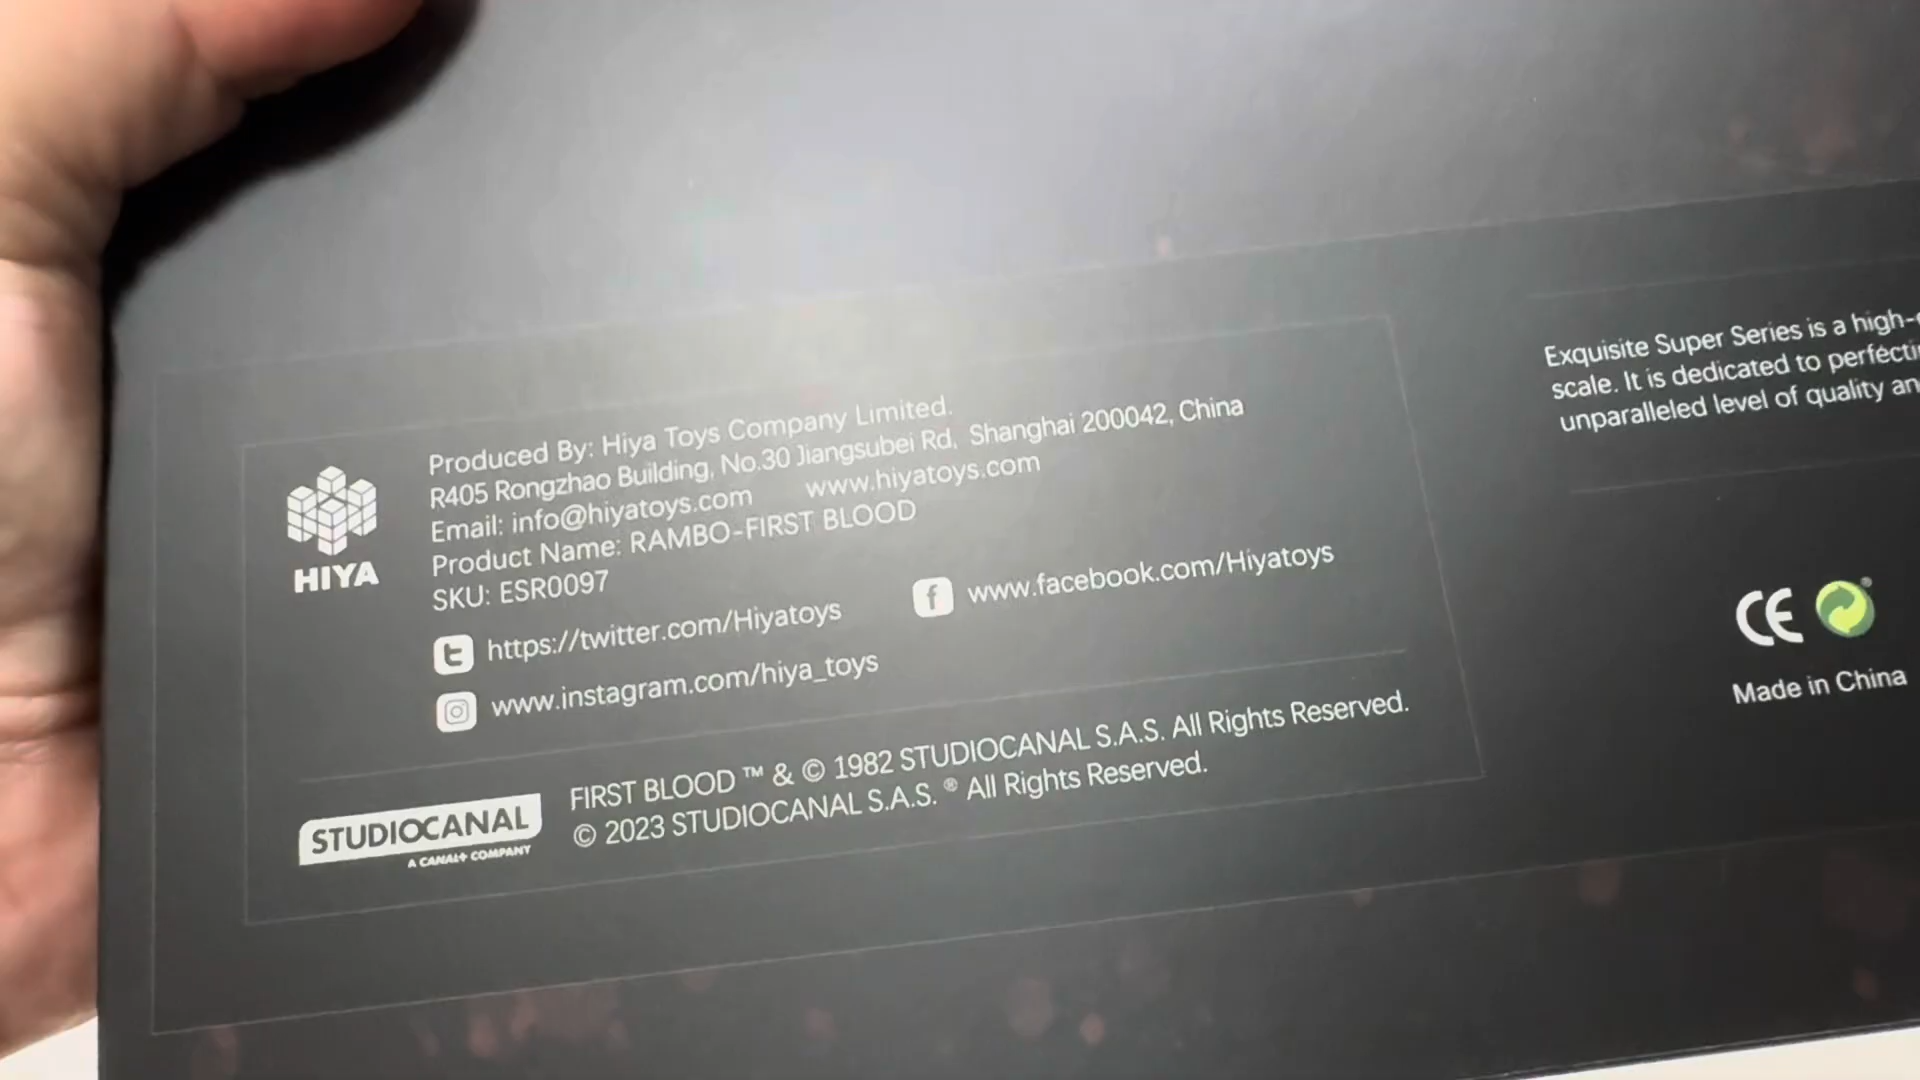 HIYA
Produced By: Hiya Toys Company Limited.
R405 Rongzhao Building, No.30 Jiangsubei Rd, Shanghai 200042, China
Email: info@hiyatoys.com www.hiyatoys.com
Product Name: RAMBO-FIRST BLOOD
SKU: ESR0097
https://twitter.com/Hiyatoys
www.facebook.com/Hiyatoys
www.instagram.com/hiya_toys
STUDIOCANAL
A CANAL+ COMPANY
FIRST BLOOD ™ & © 1982 STUDIOCANAL S.A.S. All Rights Reserved.
© 2023 STUDIOCANAL S.A.S. ® All Rights Reserved.
Exquisite Super Series is a high-
scale. It is dedicated to
unparalleled level of quality
CE
Made in China